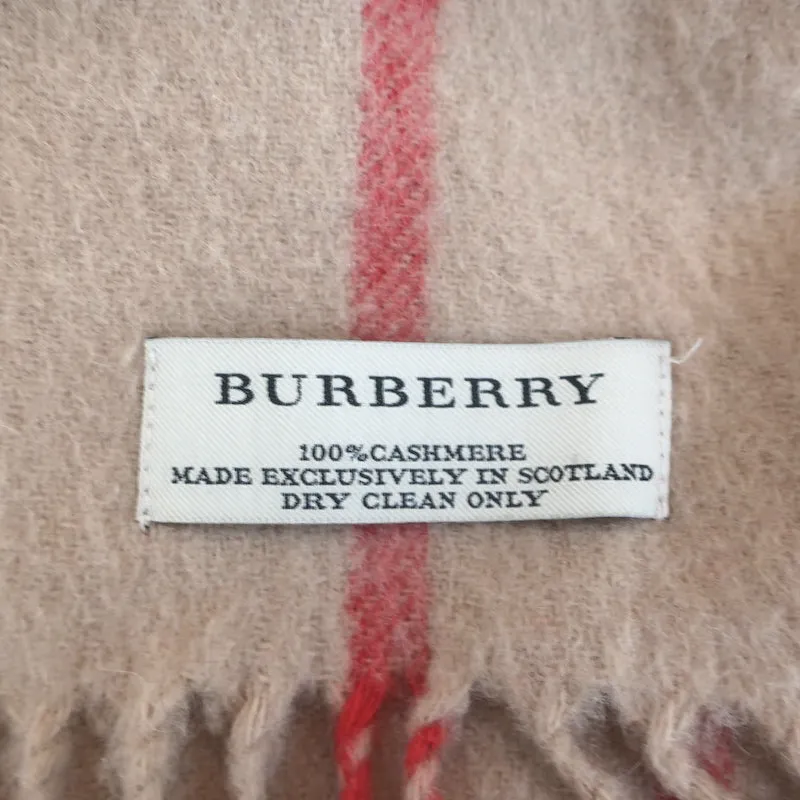 BURBERRY
100%CASHMERE
MADE EXCLUSIVELY IN SCOTLAND
DRY CLEAN ONLY